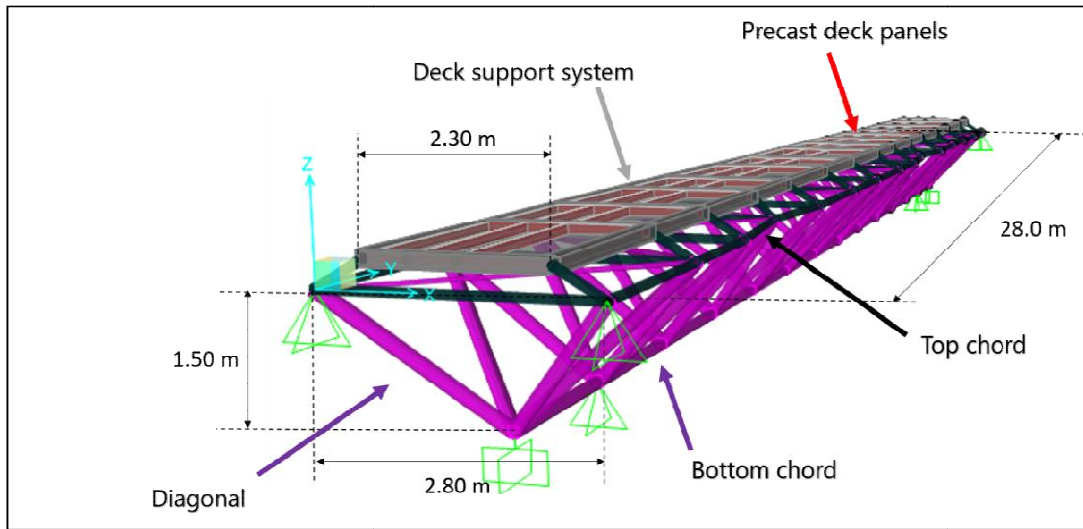 Precast deck panels
Deck support system
2.30 m
Z
Y
X
28.0 m
1.50 m
Top chord
Bottom chord
2.80 m
Diagonal